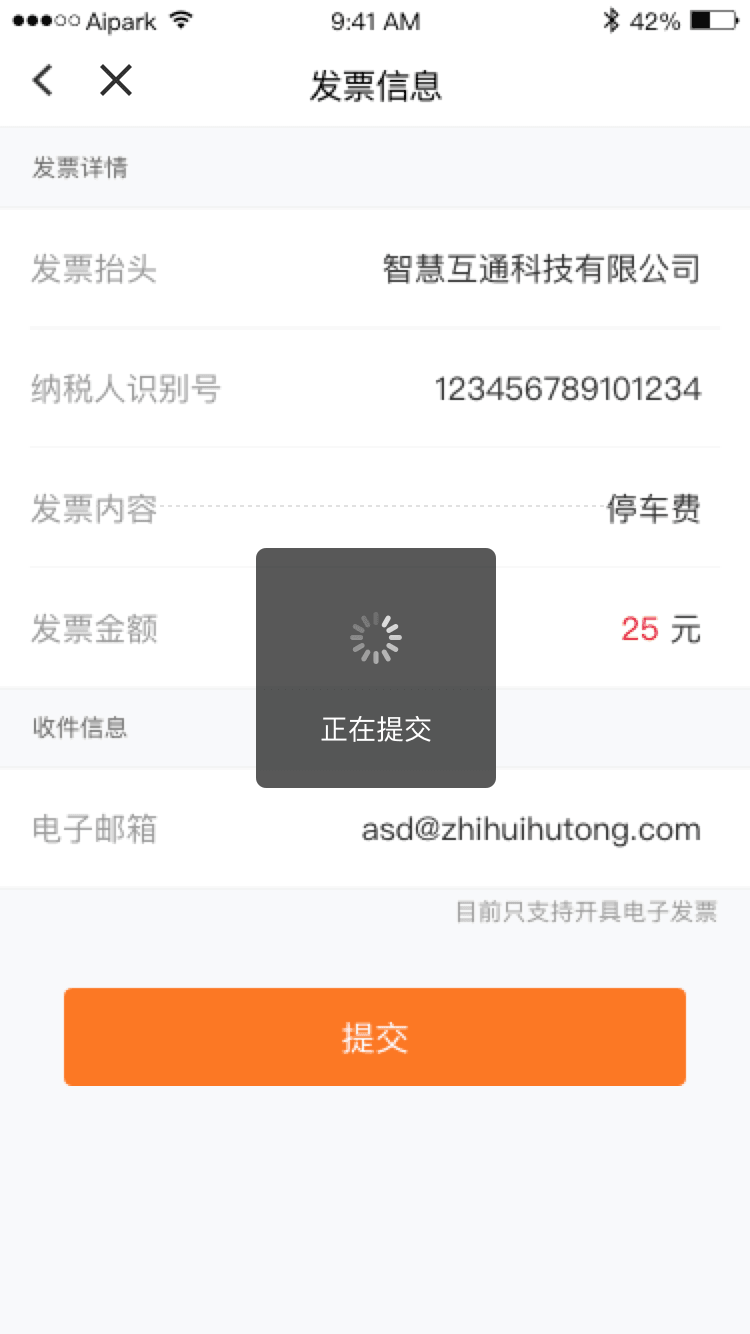 Aipark 9:41 AM 42%
发票信息
发票详情
发票抬头 智慧互通科技有限公司
纳税人识别号 123456789101234
发票内容 停车费
发票金额 25 元
正在提交
收件信息
电子邮箱 asd@zhihuihutong.com
目前只支持开具电子发票
提交